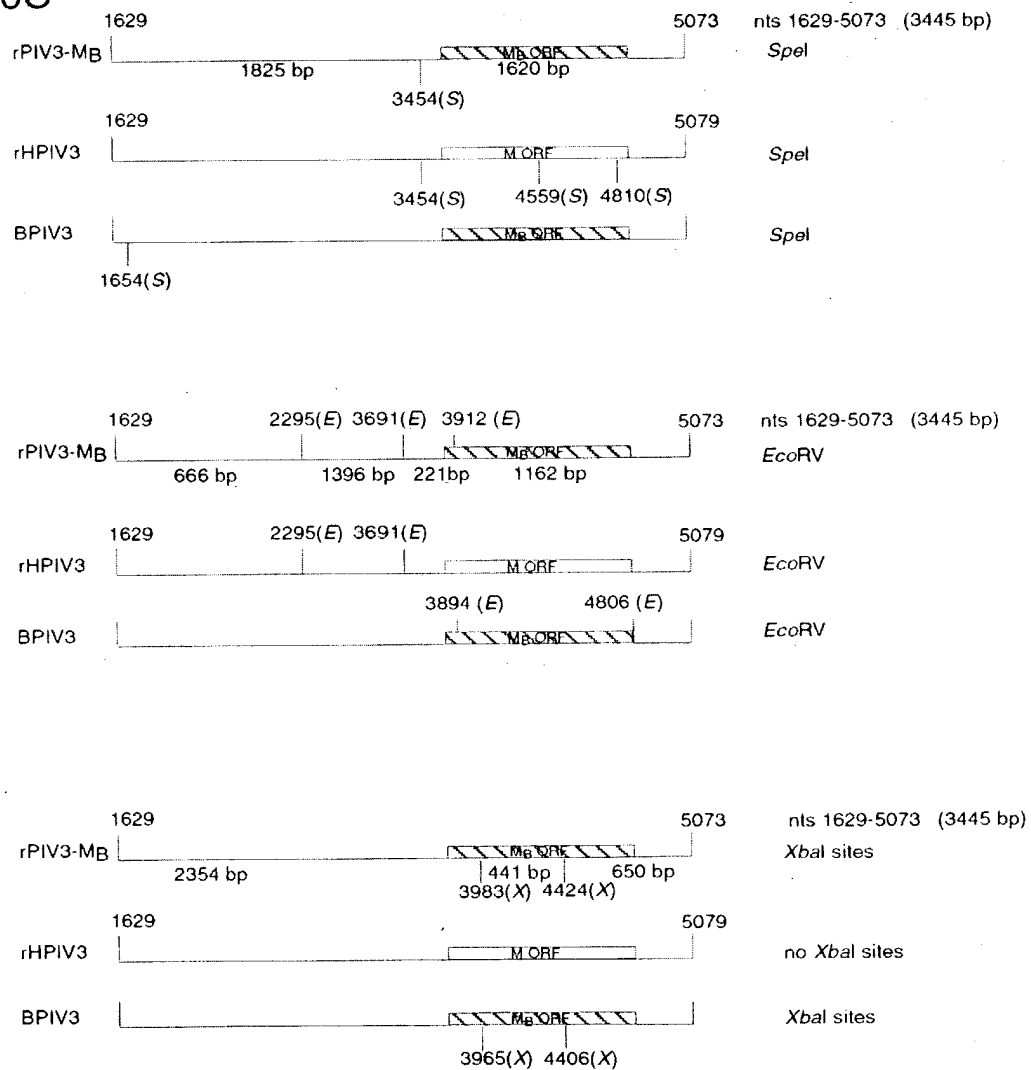 1629 5073 nts 1629-5073 (3445 bp)
rPIV3-MB MB ORF SpeI
1825 bp 1620 bp
3454(S)
1629 5079
rHPIV3 M ORF SpeI
3454(S) 4559(S) 4810(S)
BPIV3 MB ORF SpeI
1654(S)
1629 2295(E) 3691(E) 3912 (E) 5073 nts 1629-5073 (3445 bp)
rPIV3-MB MB ORF EcoRV
666 bp 1396 bp 221bp 1162 bp
1629 2295(E) 3691(E) 5079
rHPIV3 M ORF EcoRV
3894 (E) 4806 (E)
BPIV3 MB ORF EcoRV
1629 5073 nts 1629-5073 (3445 bp)
rPIV3-MB MB ORF XbaI sites
2354 bp 441 bp 650 bp
3983(X) 4424(X)
1629 5079
rHPIV3 M ORF no XbaI sites
BPIV3 MB ORF XbaI sites
3965(X) 4406(X)